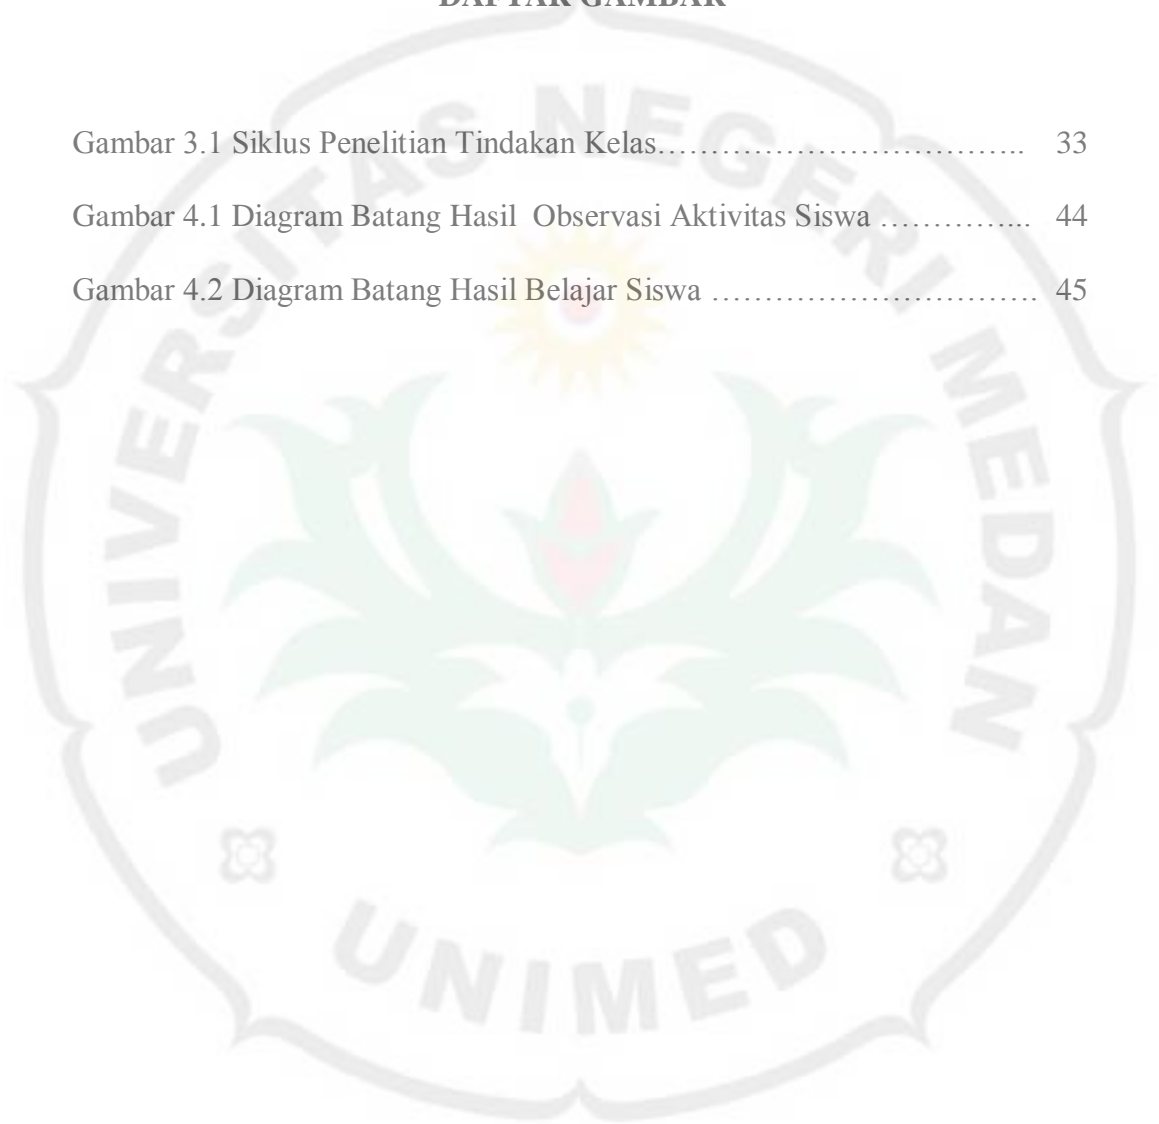 DAFTAR GAMBAR
Gambar 3.1 Siklus Penelitian Tindakan Kelas…………………………….. 33
Gambar 4.1 Diagram Batang Hasil  Observasi Aktivitas Siswa ………….... 44
Gambar 4.2 Diagram Batang Hasil Belajar Siswa …………………………. 45
UNIVERSITAS NEGERI MEDAN
UNIMED